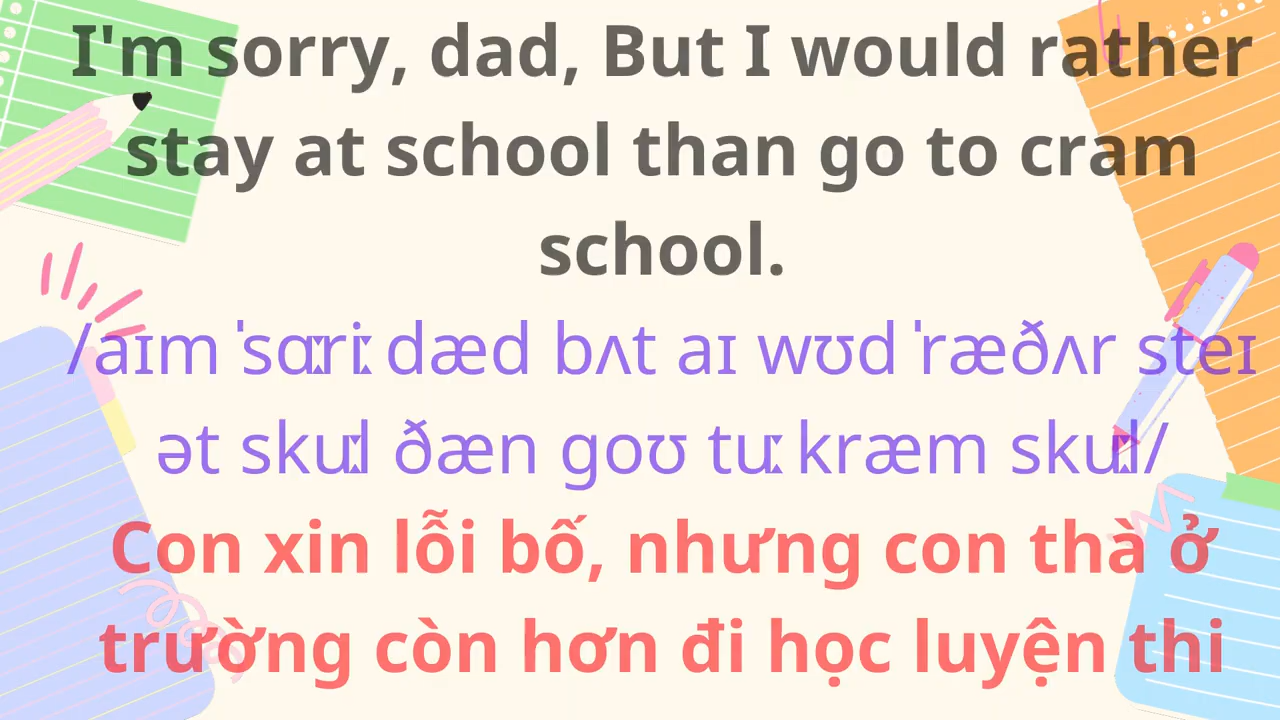 I'm sorry, dad, But I would rather
stay at school than go to cram
school.
/aɪm ˈsɑːriː dæd bʌt aɪ wʊd ˈræðʌr steɪ
ət skuːl ðæn goʊ tuː kræm skuːl/
Con xin lỗi bố, nhưng con thà ở
trường còn hơn đi học luyện thi